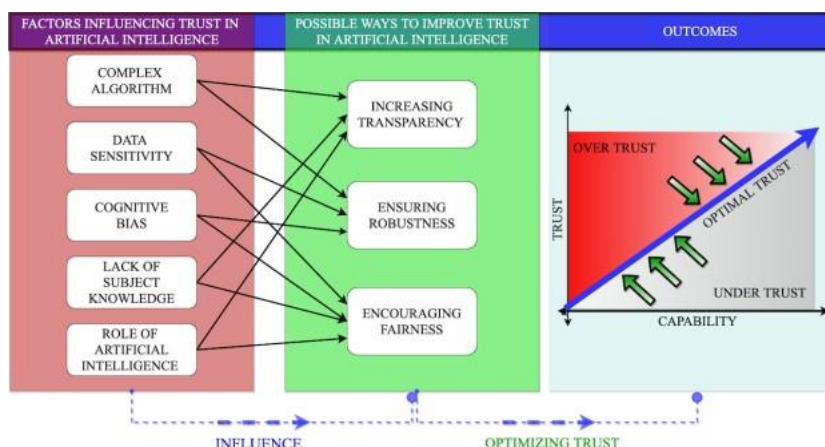 FACTORS INFLUENCING TRUST IN
ARTIFICIAL INTELLIGENCE
POSSIBLE WAYS TO IMPROVE TRUST
IN ARTIFICIAL INTELLIGENCE
OUTCOMES
COMPLEX
ALGORITHM
DATA
SENSITIVITY
COGNITIVE
BIAS
LACK OF
SUBJECT
KNOWLEDGE
ROLE OF
ARTIFICIAL
INTELLIGENCE
INCREASING
TRANSPARENCY
ENSURING
ROBUSTNESS
ENCOURAGING
FAIRNESS
OVER TRUST
OPTIMAL TRUST
UNDER TRUST
TRUST
CAPABILITY
INFLUENCE
OPTIMIZING TRUST